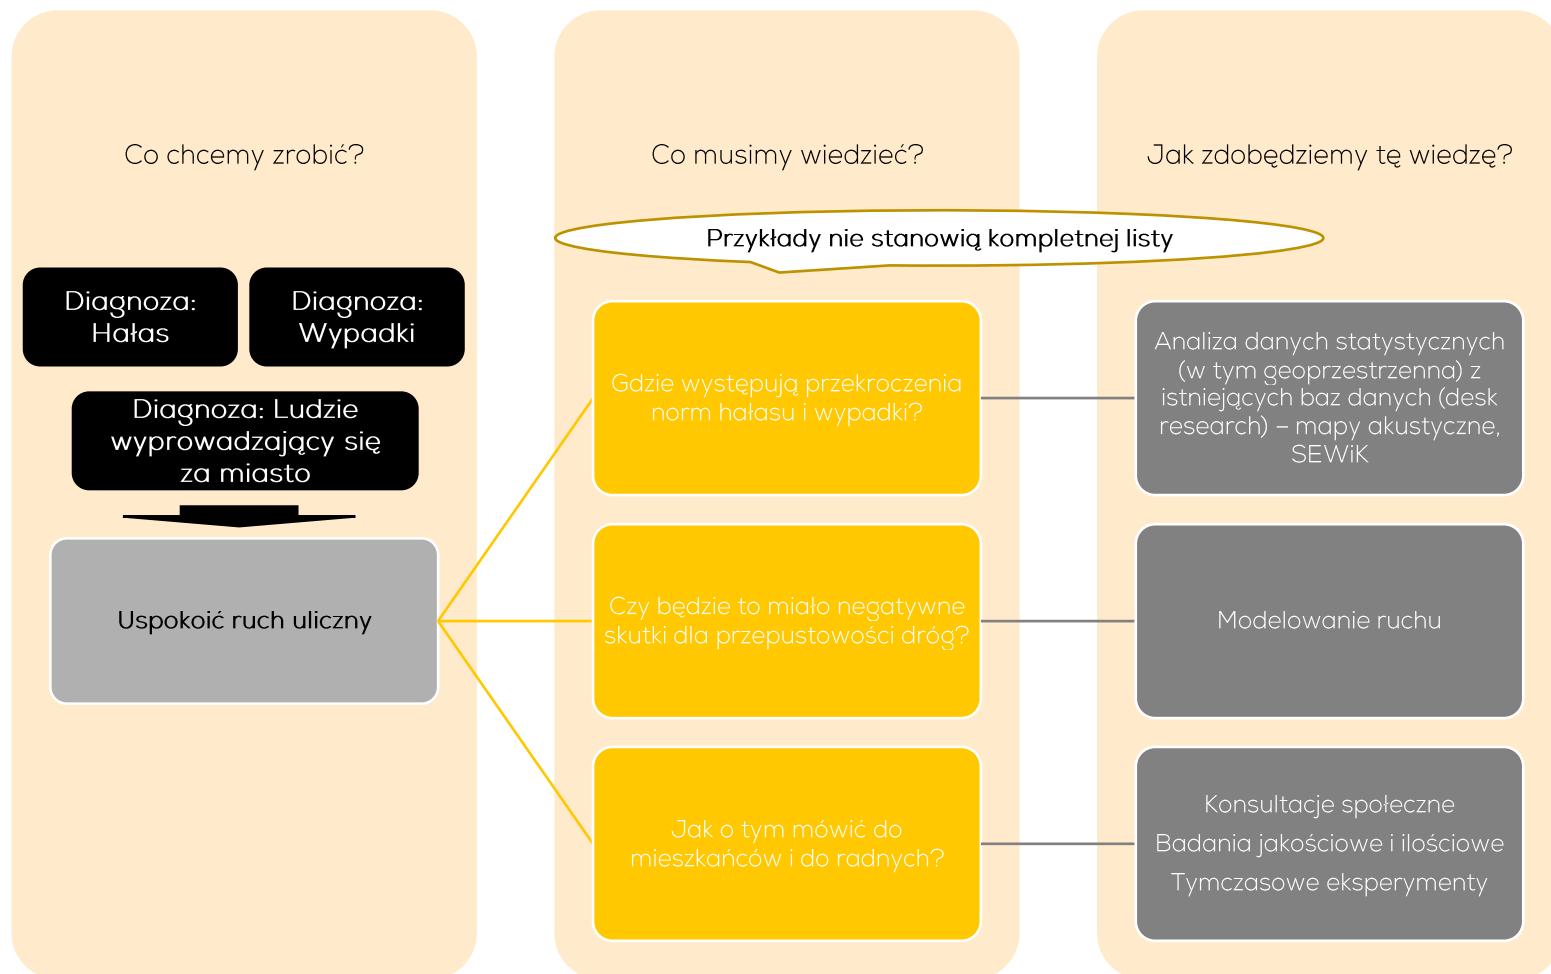 Co chcemy zrobić?
Co musimy wiedzieć?
Jak zdobędziemy tę wiedzę?
Przykłady nie stanowią kompletnej listy
Diagnoza:
Hałas
Diagnoza:
Wypadki
Diagnoza: Ludzie
wyprowadzający się
za miasto
Uspokoić ruch uliczny
Gdzie występują przekroczenia
norm hałasu i wypadki?
Czy będzie to miało negatywne
skutki dla przepustowości dróg?
Jak o tym mówić do
mieszkańców i do radnych?
Analiza danych statystycznych
(w tym geoprzestrzenna) z
istniejących baz danych (desk
research) – mapy akustyczne,
SEWiK
Modelowanie ruchu
Konsultacje społeczne
Badania jakościowe i ilościowe
Tymczasowe eksperymenty